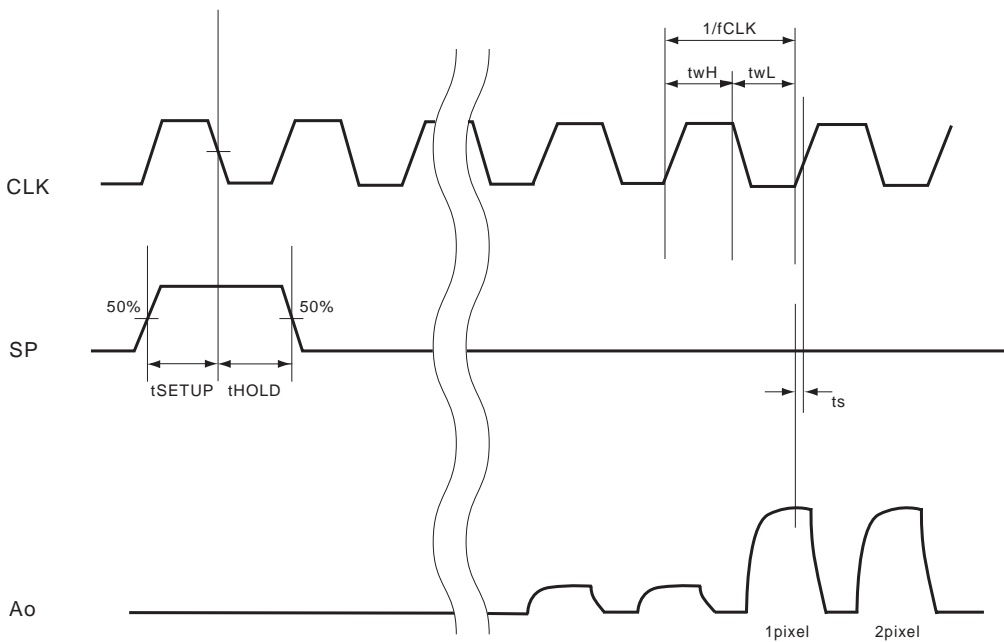 1/fCLK
twH twL
CLK
50% 50%
SP
tSETUP tHOLD
ts
Ao
1pixel 2pixel